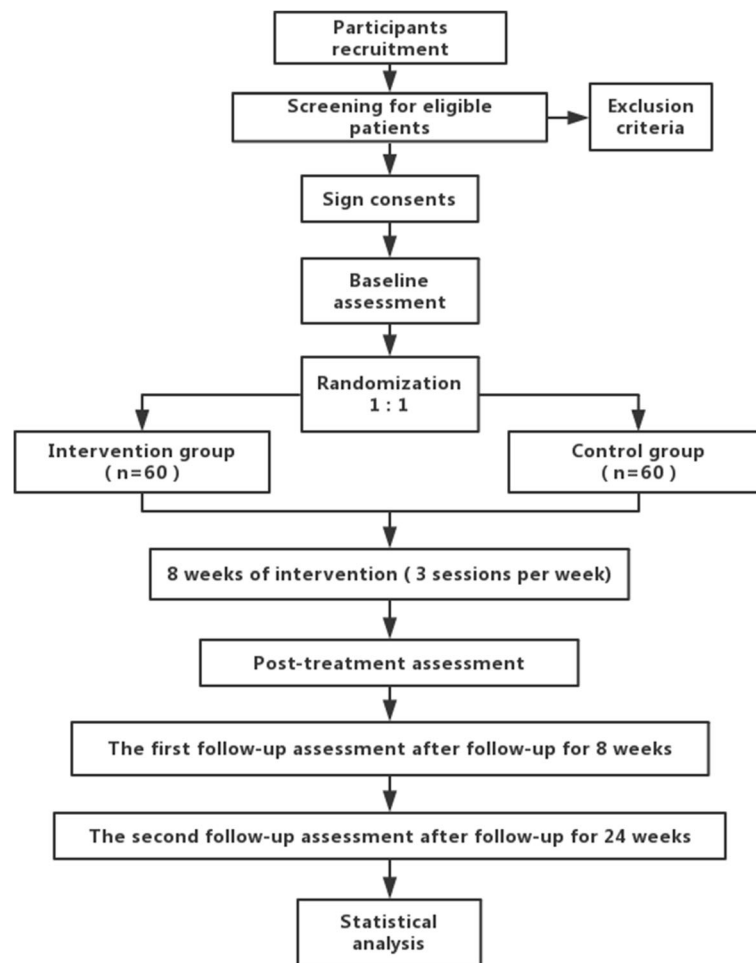 Participants
recruitment
Screening for eligible
patients
Exclusion
criteria
Sign consents
Baseline
assessment
Randomization
1 : 1
Intervention group
( n=60 )
Control group
( n=60 )
8 weeks of intervention ( 3 sessions per week)
Post-treatment assessment
The first follow-up assessment after follow-up for 8 weeks
The second follow-up assessment after follow-up for 24 weeks
Statistical
analysis